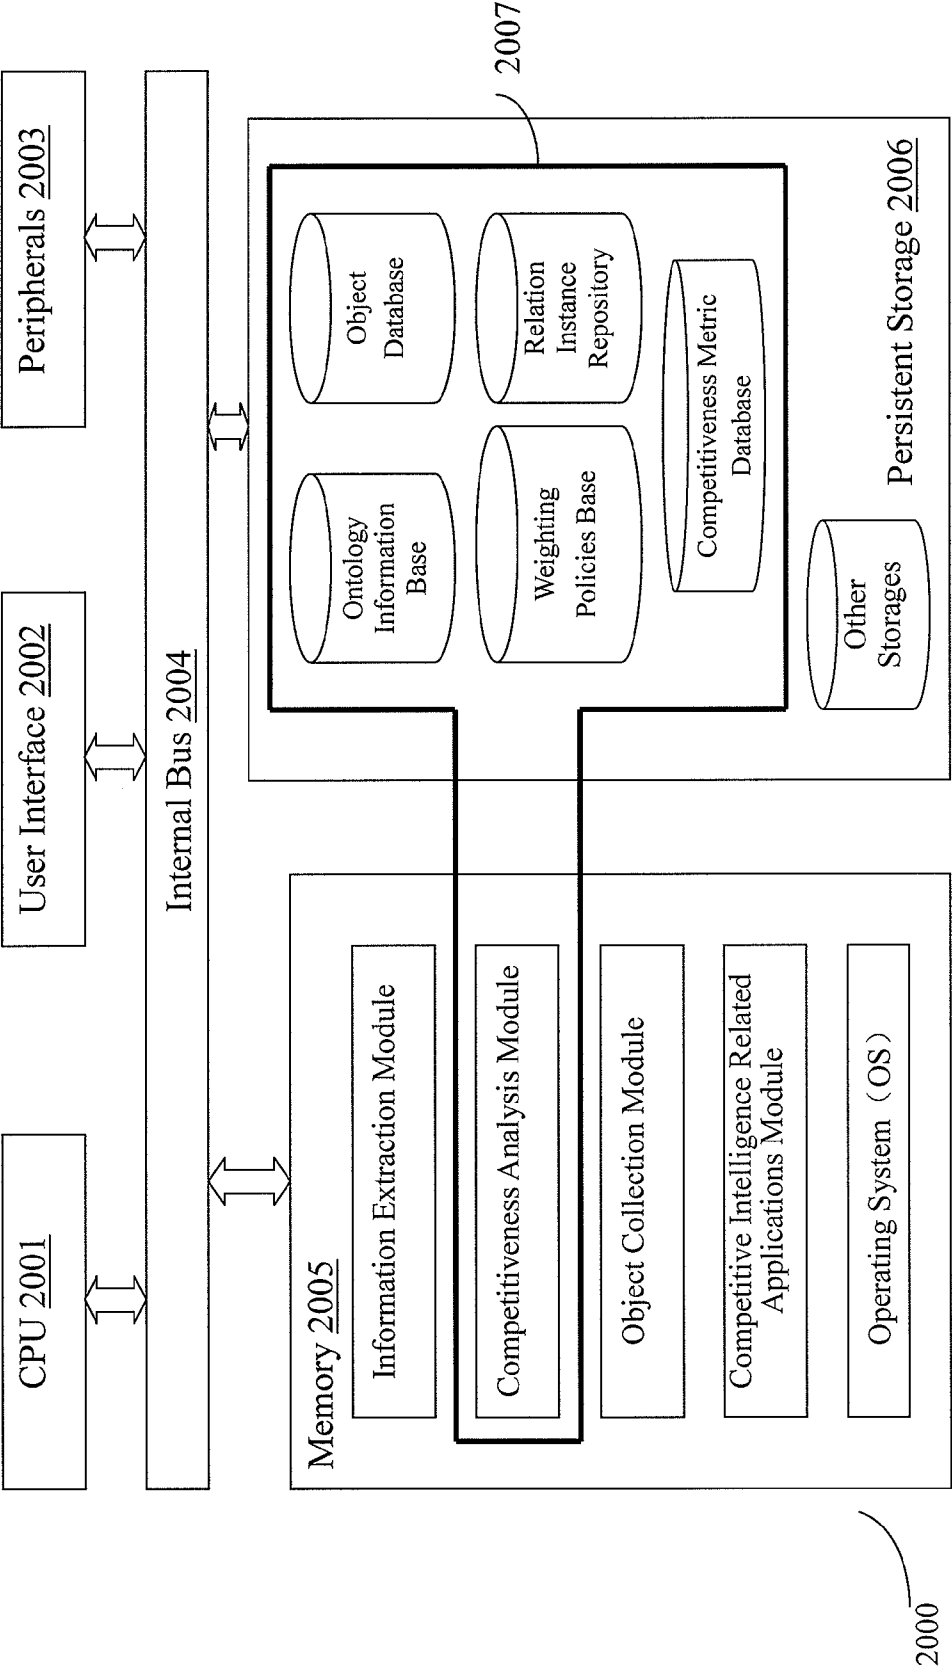 CPU 2001
User Interface 2002
Peripherals 2003
Internal Bus 2004
Memory 2005
Information Extraction Module
Competitiveness Analysis Module
Object Collection Module
Competitive Intelligence Related
Applications Module
Operating System（OS）
Ontology
Information
Base
Object
Database
Weighting
Policies Base
Relation
Instance
Repository
Competitiveness Metric
Database
Other
Storages
Persistent Storage 2006
2007
2000